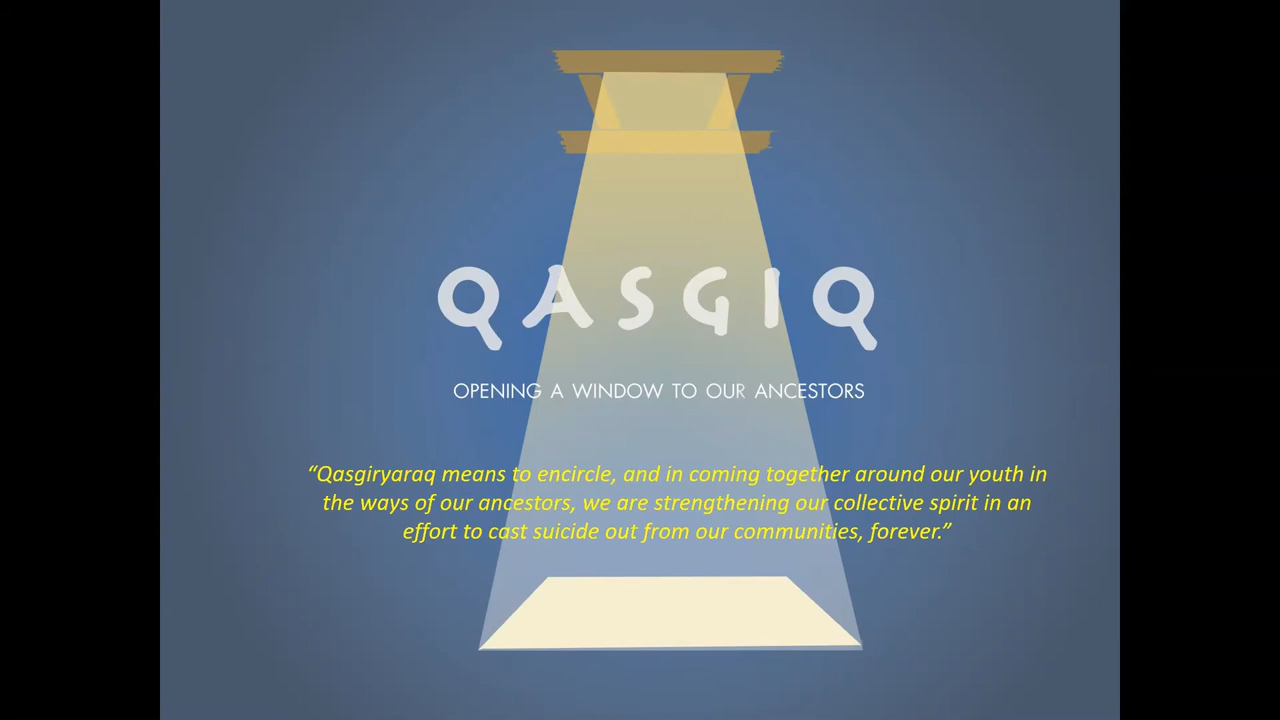 QASGIQ
OPENING A WINDOW TO OUR ANCESTORS
“Qasgiryaraq means to encircle, and in coming together around our youth in
the ways of our ancestors, we are strengthening our collective spirit in an
effort to cast suicide out from our communities, forever.”